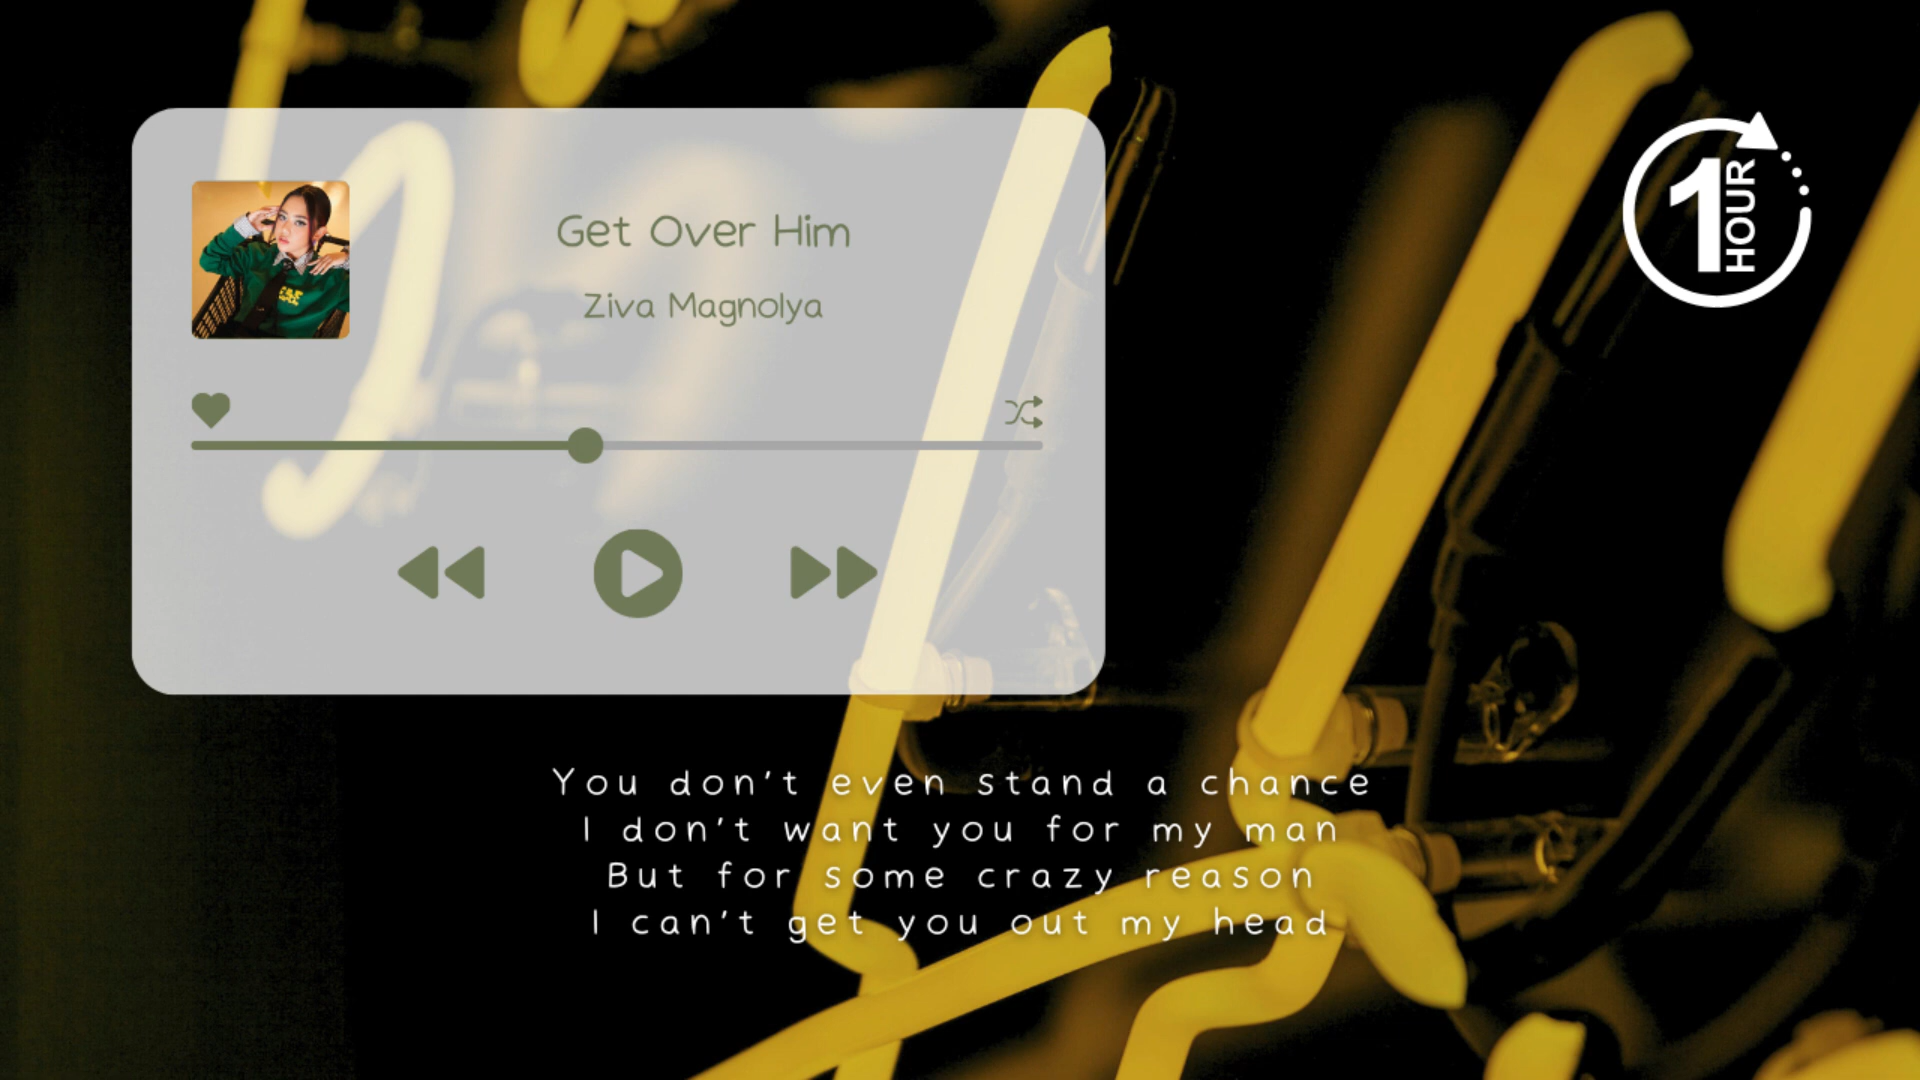 Get Over Him
Ziva Magnolya
1 HOUR
You don't even stand a chance
I don't want you for my man
But for some crazy reason
I can't get you out my head